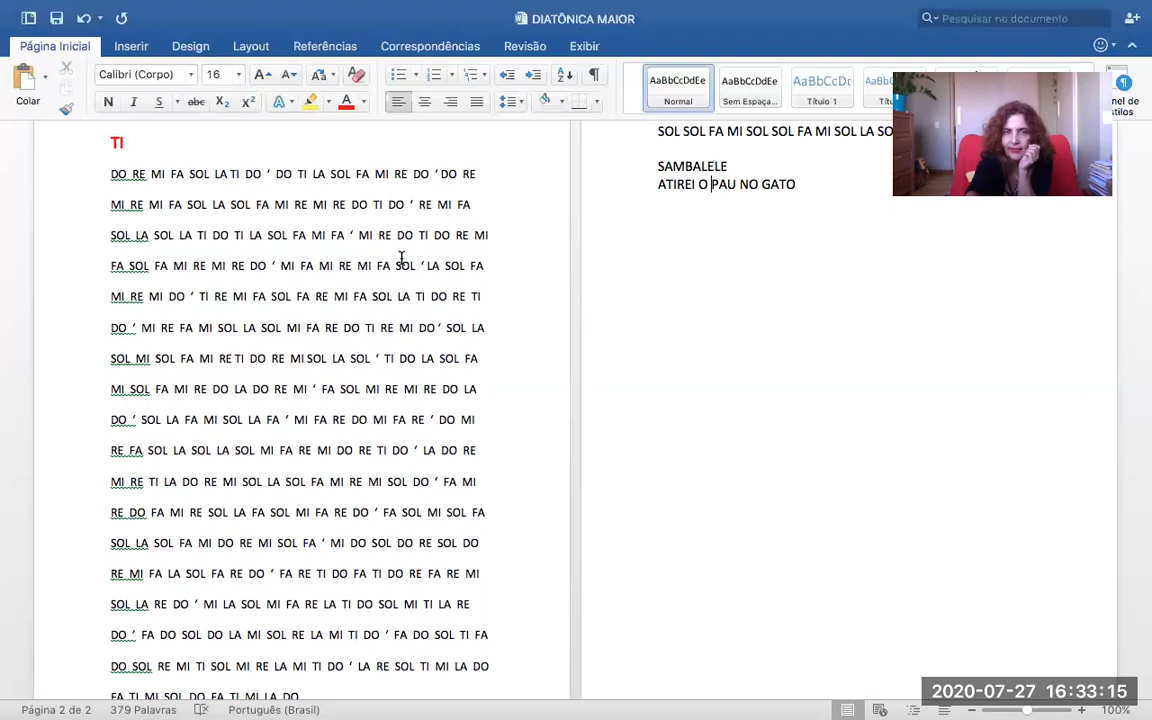 DIATÔNICA MAIOR
Pesquisar no documento
Página Inicial Inserir Design Layout Referências Correspondências Revisão Exibir
Colar
Calibri (Corpo) 16
AaBbCcDdEe AaBbCcDdEe AaBbCcDc
Normal Sem Espaça... Título 1
TI
DO RE MI FA SOL LA TI DO ‘ DO TI LA SOL FA MI RE DO ‘ DO RE
MI RE MI FA SOL LA SOL FA MI RE MI RE DO TI DO ‘ RE MI FA
SOL LA SOL LA TI DO TI LA SOL FA MI FA ‘ MI RE DO TI DO RE MI
FA SOL FA MI RE MI RE DO ‘ MI FA MI RE MI FA SOL ‘ LA SOL FA
MI RE MI DO ‘ TI RE MI FA SOL FA RE MI FA SOL LA TI DO RE TI
DO ‘ MI RE FA MI SOL LA SOL MI FA RE DO TI RE MI DO ‘ SOL LA
SOL MI SOL FA MI RE TI DO RE MI SOL LA SOL ‘ TI DO LA SOL FA
MI SOL FA MI RE DO LA DO RE MI ‘ FA SOL MI RE MI RE DO LA
DO ‘ SOL LA FA MI SOL LA FA ‘ MI FA RE DO MI FA RE ‘ DO MI
RE FA SOL LA SOL LA SOL MI FA RE MI DO RE TI DO ‘ LA DO RE
MI RE TI LA DO RE MI SOL LA SOL FA MI RE MI SOL DO ‘ FA MI
RE DO FA MI RE SOL LA FA SOL MI FA RE DO ‘ FA SOL MI SOL FA
SOL LA SOL FA MI DO RE MI SOL FA ‘ MI DO SOL DO RE SOL DO
RE MI FA LA SOL FA RE DO ‘ FA RE TI DO FA TI DO RE FA RE MI
SOL LA RE DO ‘ MI LA SOL MI FA RE LA TI DO SOL MI TI LA RE
DO ‘ FA DO SOL DO LA MI SOL RE LA MI TI DO ‘ FA DO SOL TI FA
DO SOL RE MI TI SOL MI RE LA MI TI DO ‘ LA RE SOL TI MI LA DO
FA TI MI SOL DO FA TI MI LA DO
SOL SOL FA MI SOL SOL FA MI SOL LA SO
SAMBALELE
ATIREI O PAU NO GATO
Página 2 de 2 379 Palavras Português (Brasil) 100%
2020-07-27 16:33:15